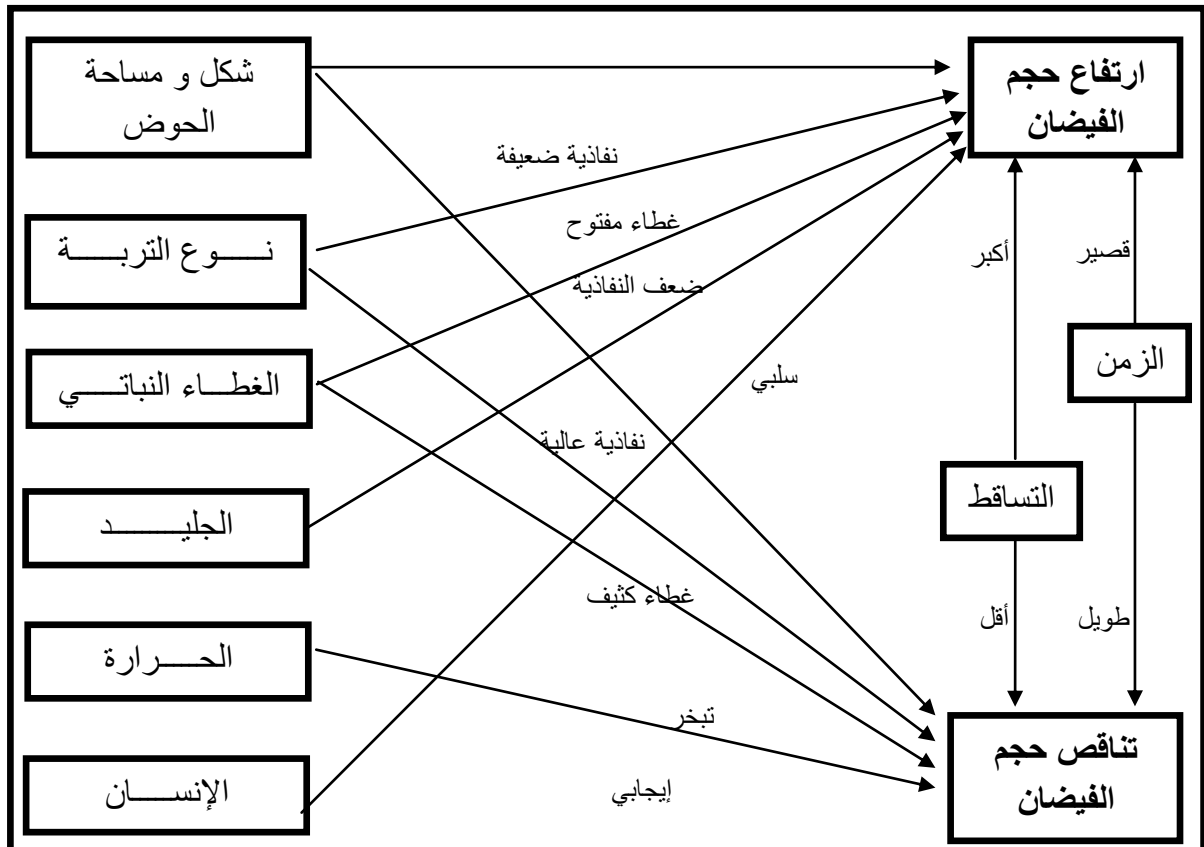 شكل و مساحة
الحوض
ارتفاع حجم
الفيضان
نفاذية ضعيفة
نـــوع التربـــة
غطاء مفتوح
أكبر
قصير
ضعف النفاذية
الزمن
الغطـــاء النباتـــي
سلبي
نفاذية عالية
التساقط
الجليـــــد
غطاء كثيف
أقل
طويل
الحـــرارة
تبخر
تناقص حجم
الفيضان
الإنســـان
إيجابي